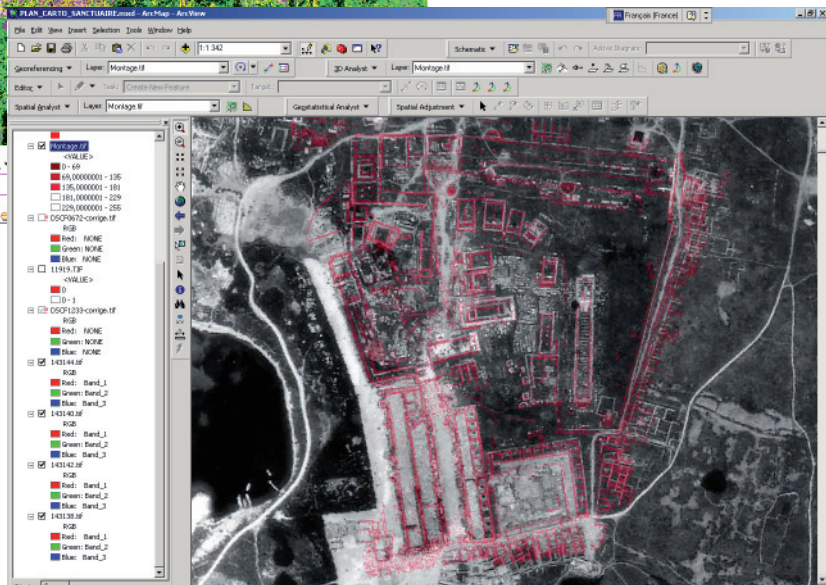 PLAN_CARTO_SANCTUAIRE.mxd - ArcMap - ArcView
Français (France)
File Edit View Insert Selection Tools Window Help
1:1 342
Schematic
Active Diagram:
Georeferencing Layer: Montage.tif
3D Analyst Layer: Montage.tif
Editor Task: Create New Feature Target:
Spatial Analyst Layer: Montage.tif
Geostatistical Analyst
Spatial Adjustment
Montage.tif
<VALUE>
0 - 69
69,0000001 - 135
135,0000001 - 181
181,0000001 - 229
229,0000001 - 255
DSCF0672-corrige.tif
RGB
Red: NONE
Green: NONE
Blue: NONE
11919.TIF
<VALUE>
0
0 - 1
DSCF1233-corrige.tif
RGB
Red: NONE
Green: NONE
Blue: NONE
143144.tif
RGB
Red: Band_1
Green: Band_2
Blue: Band_3
143140.tif
RGB
Red: Band_1
Green: Band_2
Blue: Band_3
143142.tif
RGB
Red: Band_1
Green: Band_2
Blue: Band_3
143138.tif
RGB
Red: Band_1
Green: Band_2
Blue: Band_3